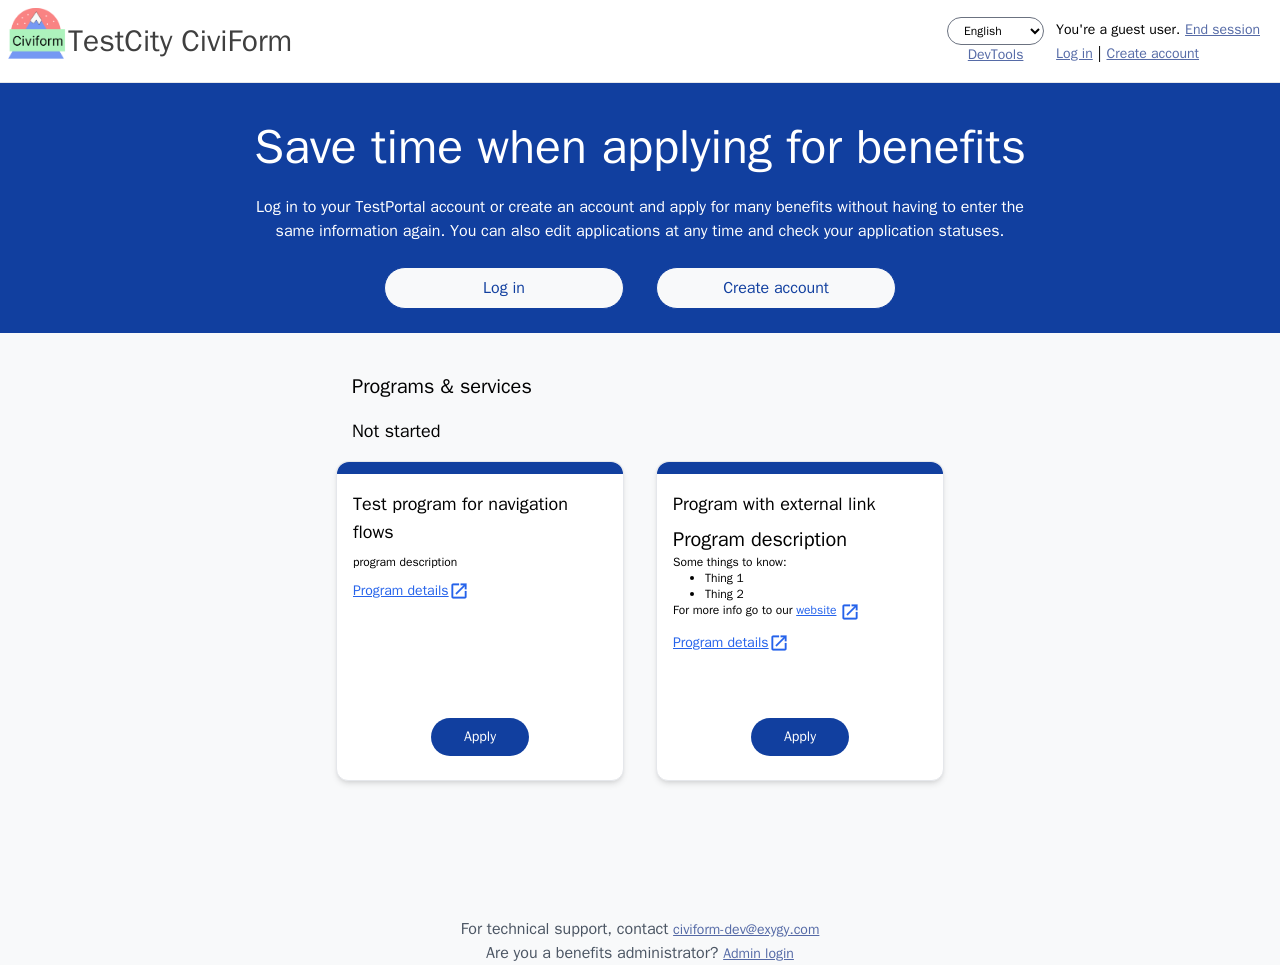 Civiform
TestCity CiviForm
English
DevTools
You're a guest user. End session
Log in | Create account
Save time when applying for benefits
Log in to your TestPortal account or create an account and apply for many benefits without having to enter the
same information again. You can also edit applications at any time and check your application statuses.
Log in
Create account
Programs & services
Not started
Test program for navigation
flows
program description
Program details
Apply
Program with external link
Program description
Some things to know:
• Thing 1
• Thing 2
For more info go to our website
Program details
Apply
For technical support, contact civiform-dev@exygy.com
Are you a benefits administrator? Admin login